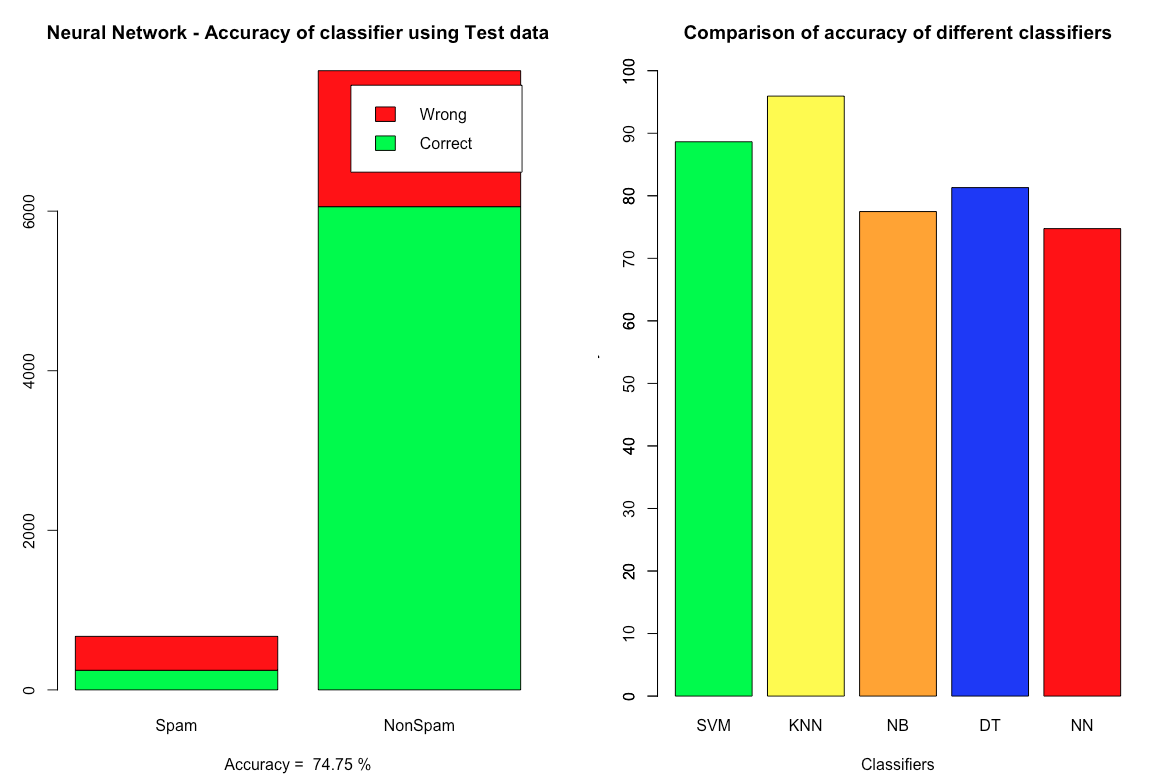 Neural Network - Accuracy of classifier using Test data
Wrong
Correct
6000
4000
2000
0
Spam
NonSpam
Accuracy =  74.75 %
Comparison of accuracy of different classifiers
100
90
80
70
60
50
40
30
20
10
0
SVM
KNN
NB
DT
NN
Classifiers